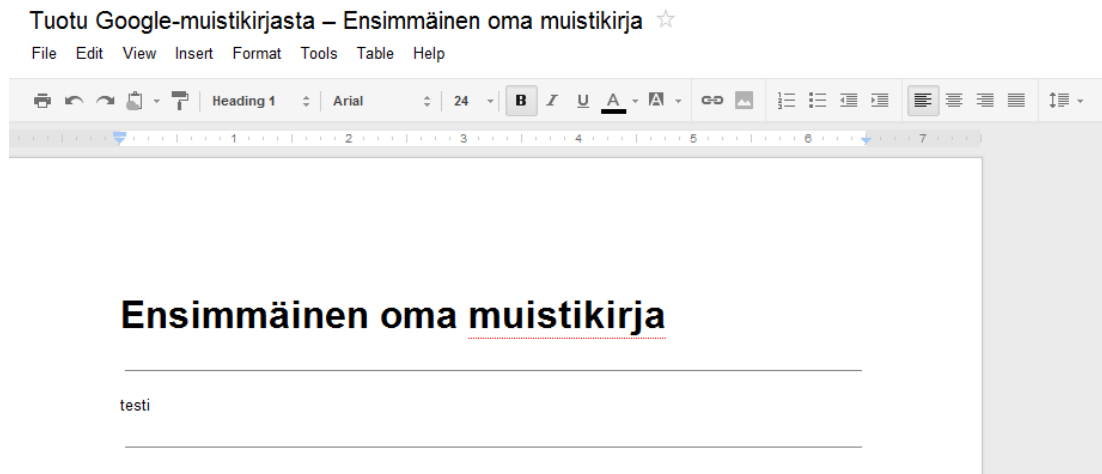 Tuotu Google-muistikirjasta – Ensimmäinen oma muistikirja
File Edit View Insert Format Tools Table Help
Heading 1 Arial 24 B I U A A
1 2 3 4 5 6 7
Ensimmäinen oma muistikirja
testi